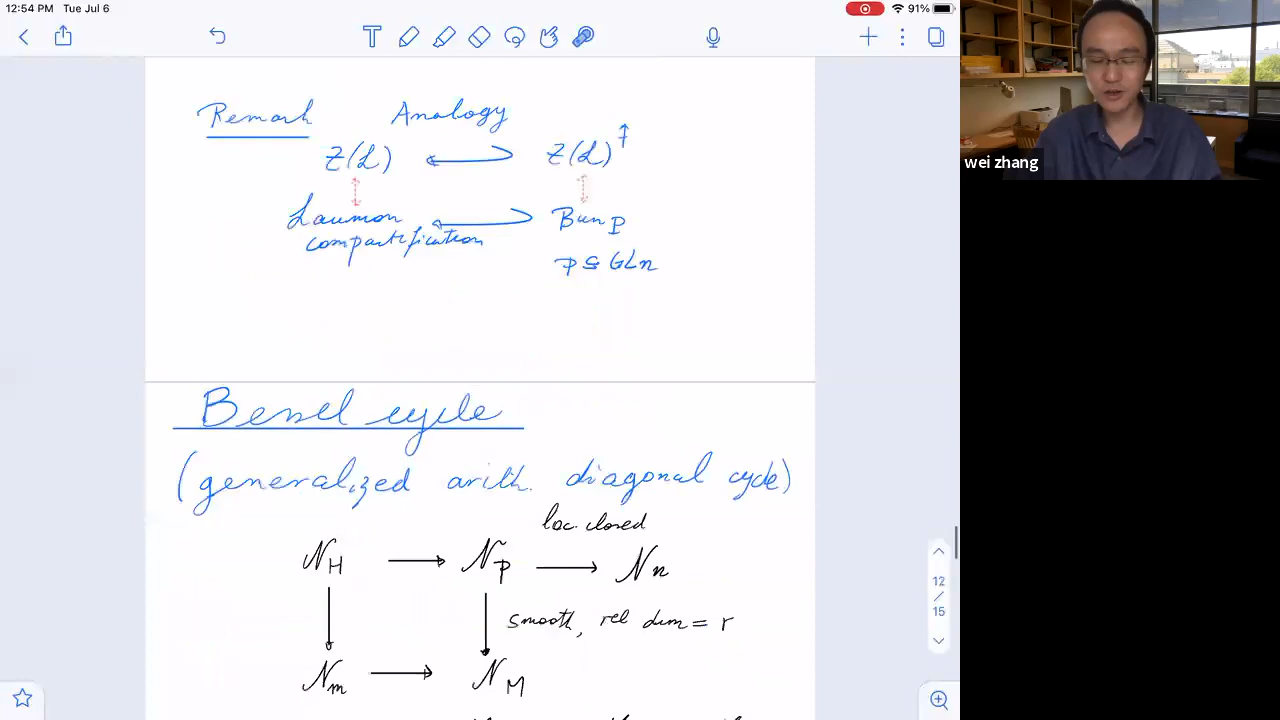 12:54 PM Tue Jul 6
91%
wei zhang
Remark Analogy
Z(L) Z(L)
Laumon Bun P
compactification
P ⊆ GLn
Bessel cycle
(generalized arith. diagonal cycle)
loc. closed
N_H → N_P → N_n
smooth, rel dim = r
N_m → N_M
12
/
15